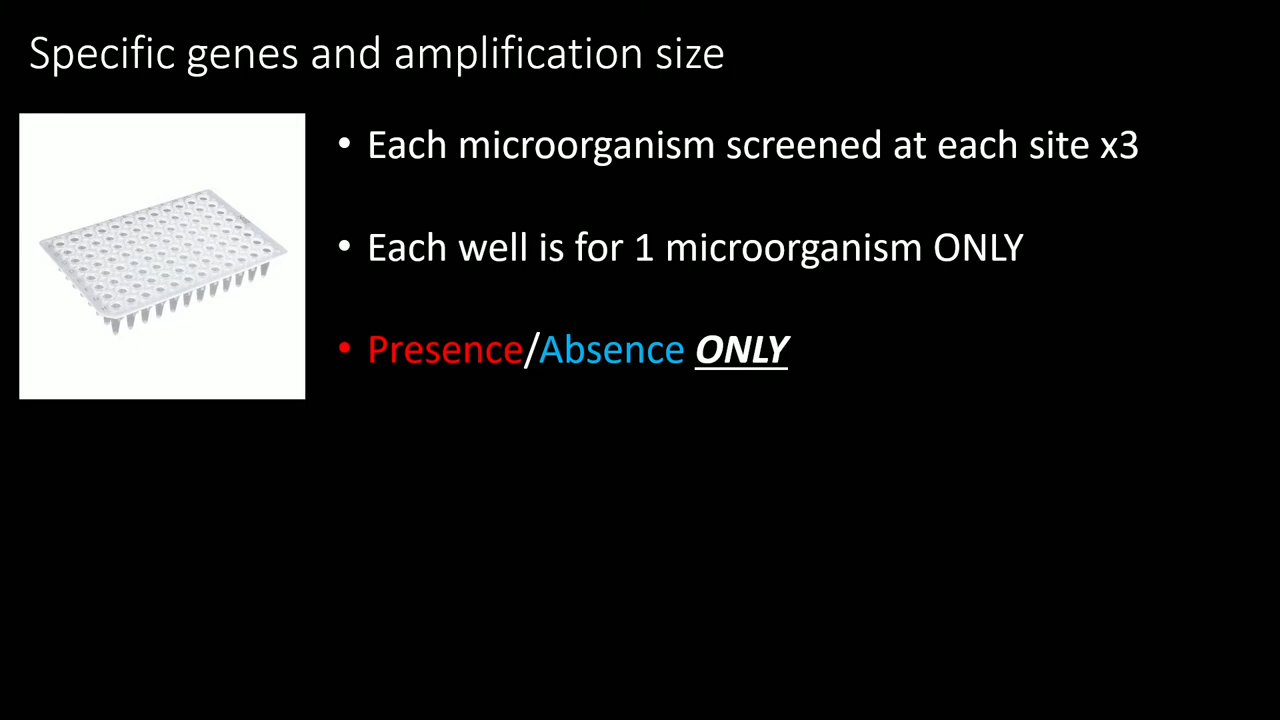 Specific genes and amplification size
• Each microorganism screened at each site x3
• Each well is for 1 microorganism ONLY
• Presence/Absence ONLY